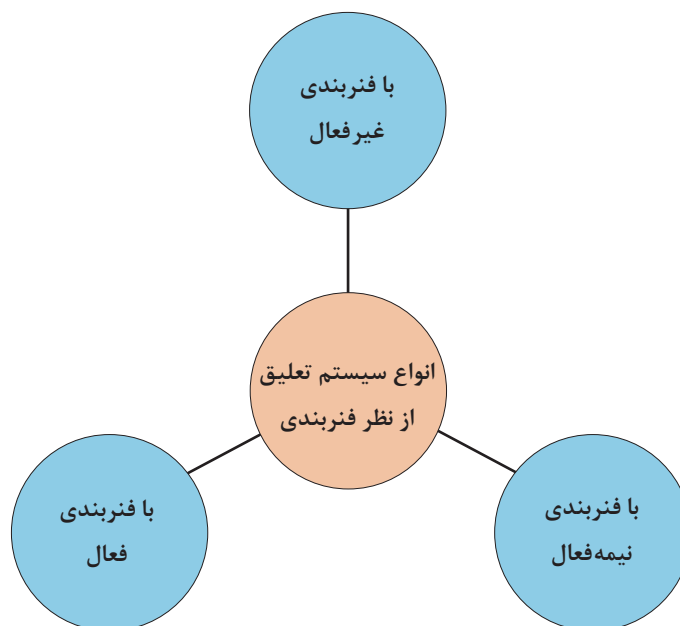 با فنربندی
غیرفعال
انواع سیستم تعلیق
از نظر فنربندی
با فنربندی
نیمه‌فعال
با فنربندی
فعال